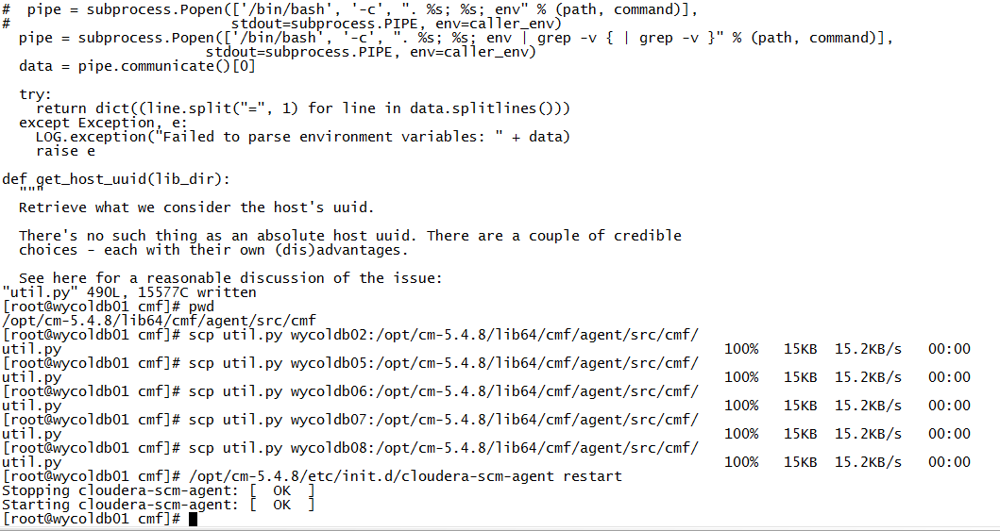 #  pipe = subprocess.Popen(['/bin/bash', '-c', ". %s; %s; env" % (path, command)],
#                          stdout=subprocess.PIPE, env=caller_env)
  pipe = subprocess.Popen(['/bin/bash', '-c', ". %s; %s; env | grep -v { | grep -v }" % (path, command)],
                        stdout=subprocess.PIPE, env=caller_env)
  data = pipe.communicate()[0]

  try:
    return dict((line.split("=", 1) for line in data.splitlines()))
  except Exception, e:
    LOG.exception("Failed to parse environment variables: " + data)
    raise e

def get_host_uuid(lib_dir):
  """
  Retrieve what we consider the host's uuid.

  There's no such thing as an absolute host uuid. There are a couple of credible
  choices - each with their own (dis)advantages.

  See here for a reasonable discussion of the issue:
"util.py" 490L, 15577C written
[root@wycoldb01 cmf]# pwd
/opt/cm-5.4.8/lib64/cmf/agent/src/cmf
[root@wycoldb01 cmf]# scp util.py wycoldb02:/opt/cm-5.4.8/lib64/cmf/agent/src/cmf/
util.py                                                                              100%   15KB  15.2KB/s   00:00
[root@wycoldb01 cmf]# scp util.py wycoldb05:/opt/cm-5.4.8/lib64/cmf/agent/src/cmf/
util.py                                                                              100%   15KB  15.2KB/s   00:00
[root@wycoldb01 cmf]# scp util.py wycoldb06:/opt/cm-5.4.8/lib64/cmf/agent/src/cmf/
util.py                                                                              100%   15KB  15.2KB/s   00:00
[root@wycoldb01 cmf]# scp util.py wycoldb07:/opt/cm-5.4.8/lib64/cmf/agent/src/cmf/
util.py                                                                              100%   15KB  15.2KB/s   00:00
[root@wycoldb01 cmf]# scp util.py wycoldb08:/opt/cm-5.4.8/lib64/cmf/agent/src/cmf/
util.py                                                                              100%   15KB  15.2KB/s   00:00
[root@wycoldb01 cmf]# /opt/cm-5.4.8/etc/init.d/cloudera-scm-agent restart
Stopping cloudera-scm-agent: [  OK  ]
Starting cloudera-scm-agent: [  OK  ]
[root@wycoldb01 cmf]#